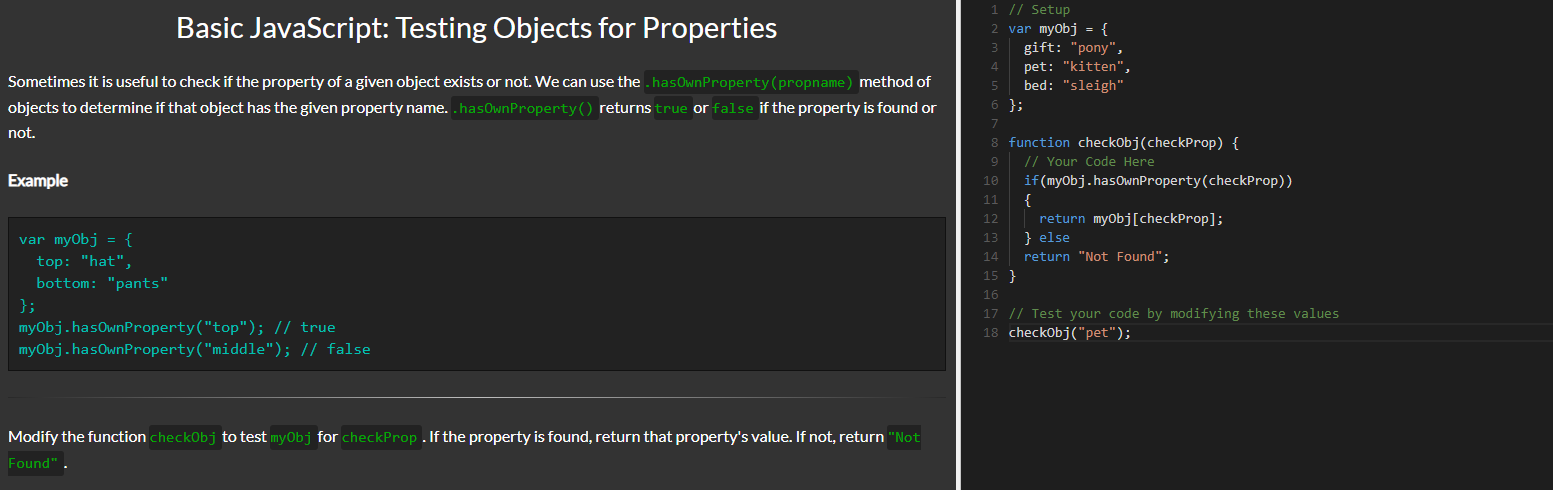 Basic JavaScript: Testing Objects for Properties
Sometimes it is useful to check if the property of a given object exists or not. We can use the .hasOwnProperty(propname) method of
objects to determine if that object has the given property name. .hasOwnProperty() returns true or false if the property is found or
not.
Example
var myObj = {
  top: "hat",
  bottom: "pants"
};
myObj.hasOwnProperty("top"); // true
myObj.hasOwnProperty("middle"); // false
Modify the function checkObj to test myObj for checkProp. If the property is found, return that property's value. If not, return "Not
Found".
1 // Setup
2 var myObj = {
3   gift: "pony",
4   pet: "kitten",
5   bed: "sleigh"
6 };
7
8 function checkObj(checkProp) {
9   // Your Code Here
10   if(myObj.hasOwnProperty(checkProp))
11   {
12     return myObj[checkProp];
13   } else
14   return "Not Found";
15 }
16
17 // Test your code by modifying these values
18 checkObj("pet");